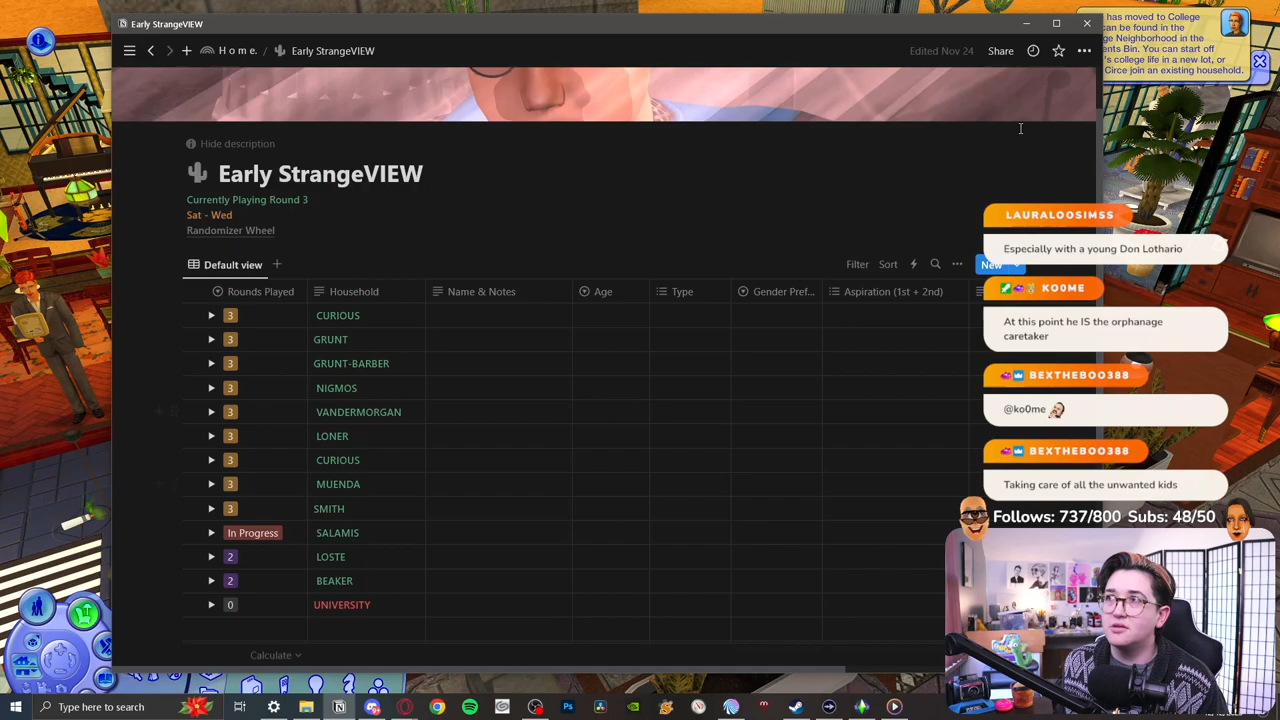 Early StrangeVIEW
H o m e. / Early StrangeVIEW
Edited Nov 24
Share
has moved to College
can be found in the
ge Neighborhood in the
ents Bin. You can start off
's college life in a new lot, or
Circe join an existing household.
Hide description
Early StrangeVIEW
Currently Playing Round 3
Sat - Wed
Randomizer Wheel
Default view
Filter
Sort
New
Rounds Played
Household
Name & Notes
Age
Type
Gender Pref...
Aspiration (1st + 2nd)
3 CURIOUS
3 GRUNT
3 GRUNT-BARBER
3 NIGMOS
3 VANDERMORGAN
3 LONER
3 CURIOUS
3 MUENDA
3 SMITH
In Progress SALAMIS
2 LOSTE
2 BEAKER
0 UNIVERSITY
Calculate
LAURALOOSIMSS
Especially with a young Don Lothario
KO0ME
At this point he IS the orphanage
caretaker
BEXTHEBOO388
@ko0me
BEXTHEBOO388
Taking care of all the unwanted kids
Follows: 737/800 Subs: 48/50
Type here to search